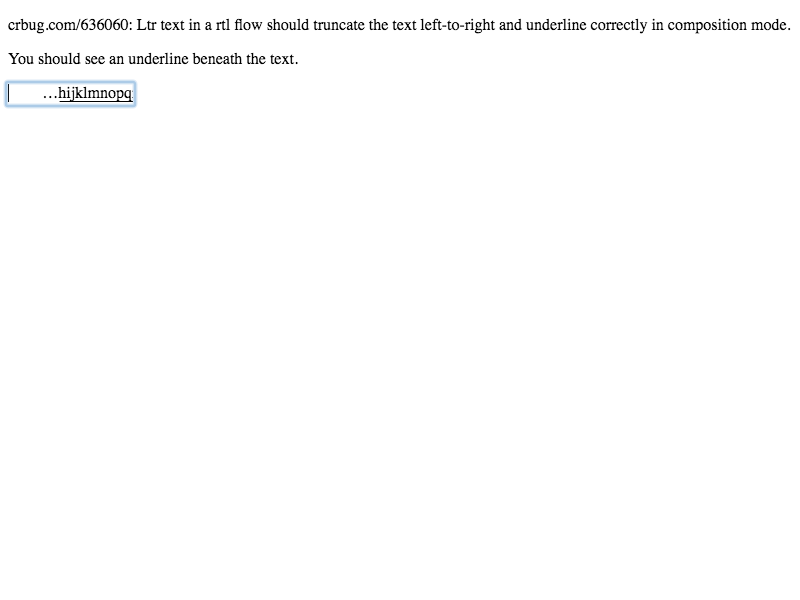 crbug.com/636060: Ltr text in a rtl flow should truncate the text left-to-right and underline correctly in composition mode.
You should see an underline beneath the text.
…hijklmnopq